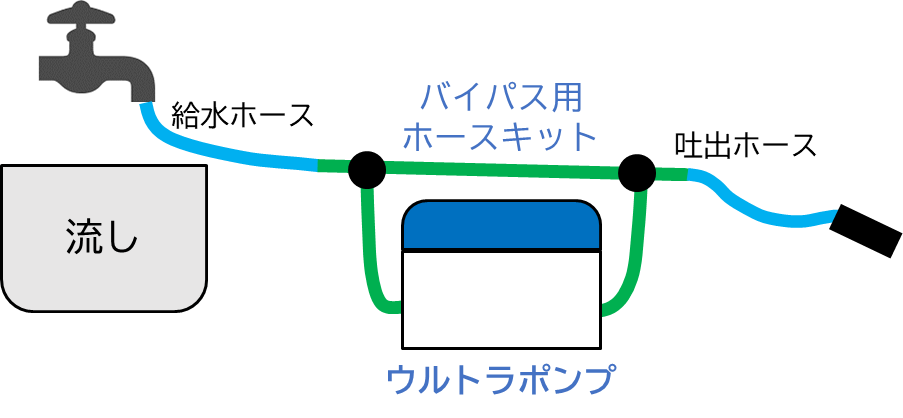 給水ホース
バイパス用
ホースキット
吐出ホース
流し
ウルトラポンプ